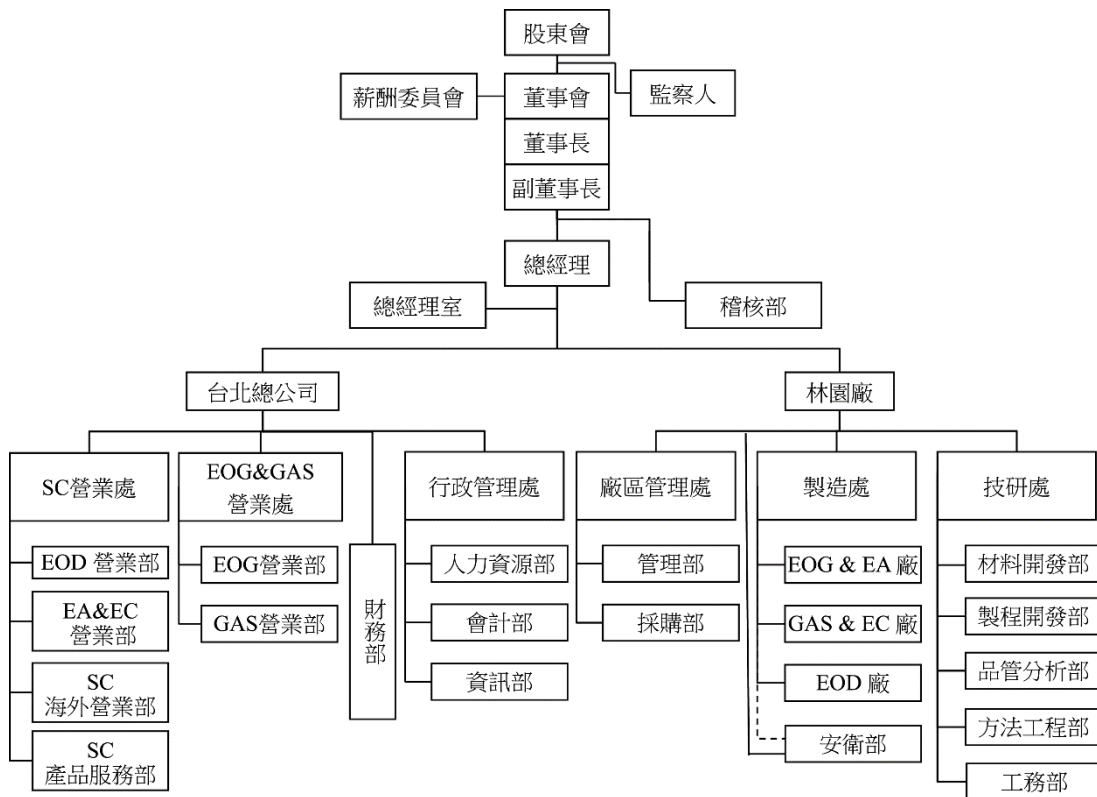 股東會
薪酬委員會
董事會
監察人
董事長
副董事長
總經理
總經理室
稽核部
台北總公司
林園廠
SC營業處
EOG&GAS
營業處
行政管理處
廠區管理處
製造處
技研處
EOD 營業部
EOG營業部
財務部
人力資源部
管理部
EOG & EA 廠
材料開發部
EA&EC
營業部
GAS營業部
會計部
採購部
GAS & EC 廠
製程開發部
SC
海外營業部
資訊部
EOD 廠
品管分析部
SC
產品服務部
安衛部
方法工程部
工務部